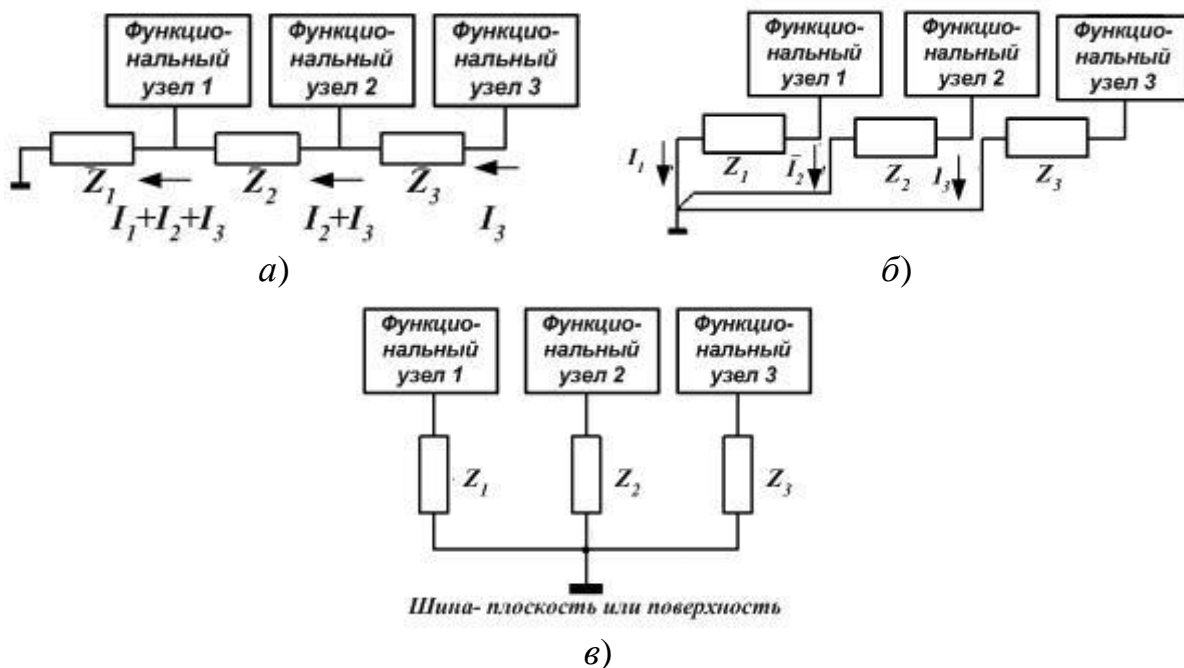 Функцио-
нальный
узел 1
Функцио-
нальный
узел 2
Функцио-
нальный
узел 3
Z1
Z2
Z3
I1+I2+I3
I2+I3
I3
а)
Функцио-
нальный
узел 1
Функцио-
нальный
узел 2
Функцио-
нальный
узел 3
I1
Z1
I2
Z2
I3
Z3
б)
Функцио-
нальный
узел 1
Функцио-
нальный
узел 2
Функцио-
нальный
узел 3
Z1
Z2
Z3
Шина- плоскость или поверхность
в)